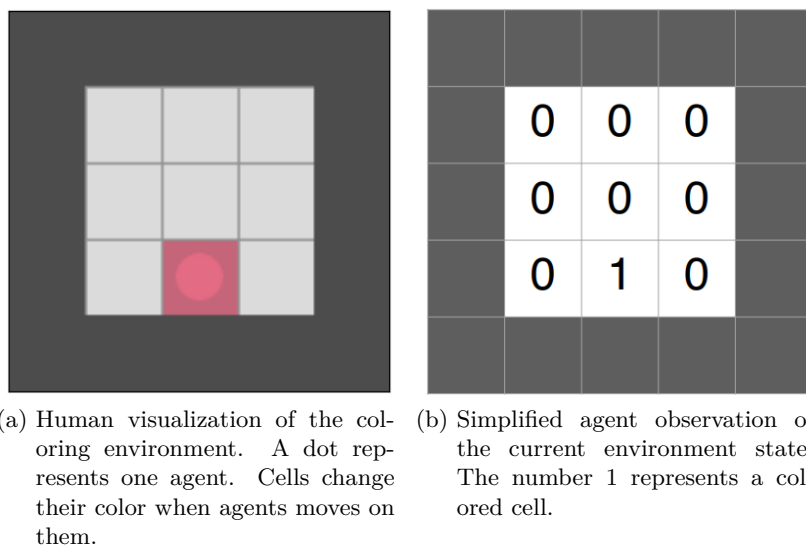 0 0 0
0 0 0
0 1 0
(a) Human visualization of the col-
oring environment. A dot rep-
resents one agent. Cells change
their color when agents moves on
them.
(b) Simplified agent observation o
the current environment state
The number 1 represents a col
ored cell.